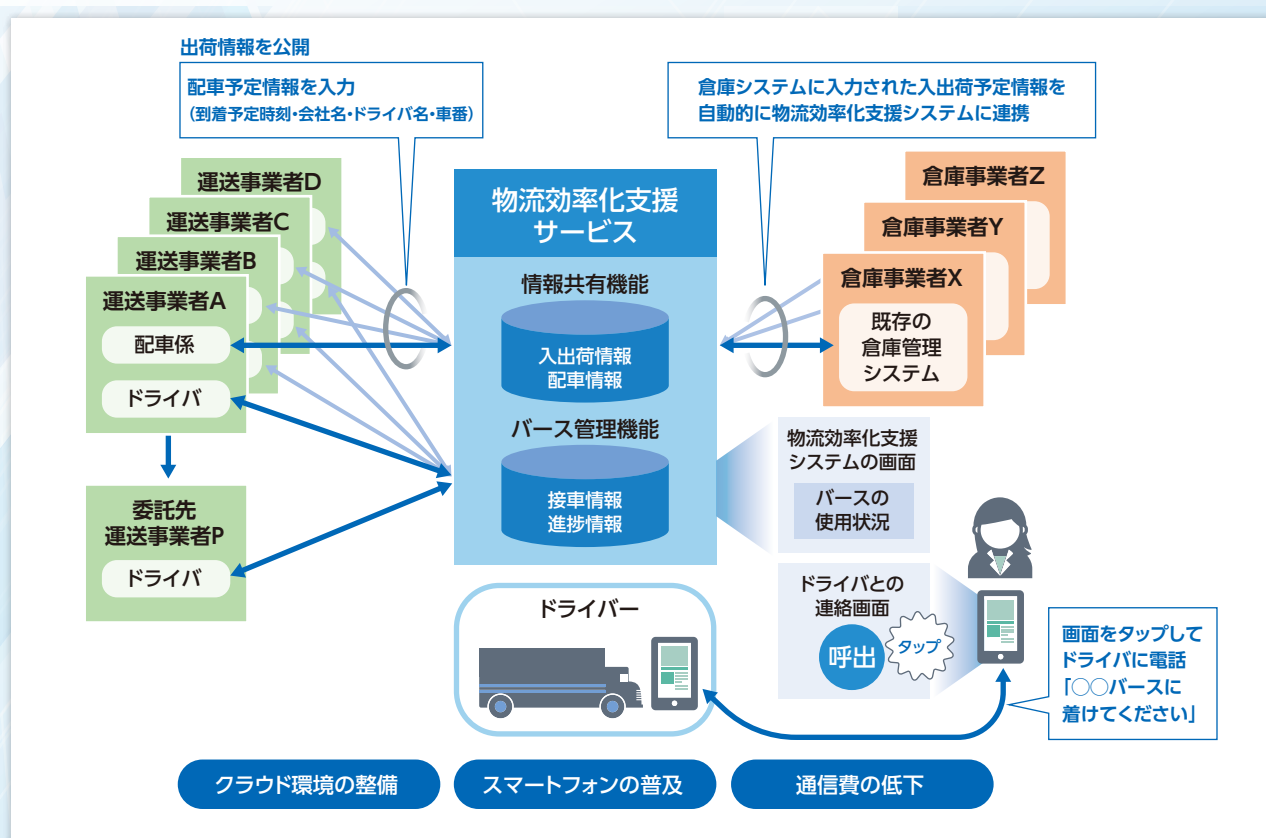 出荷情報を公開
配車予定情報を入力
（到着予定時刻・会社名・ドライバ名・車番）
倉庫システムに入力された入出荷予定情報を
自動的に物流効率化支援システムに連携
運送事業者D
運送事業者C
運送事業者B
運送事業者A
配車係
ドライバ
委託先
運送事業者P
ドライバ
物流効率化支援
サービス
情報共有機能
入出荷情報
配車情報
バース管理機能
接車情報
進捗情報
倉庫事業者Z
倉庫事業者Y
倉庫事業者X
既存の
倉庫管理
システム
物流効率化支援
システムの画面
バースの
使用状況
ドライバとの
連絡画面
呼出
タップ
ドライバー
画面をタップして
ドライバに電話
「○○バースに
着けてください」
クラウド環境の整備
スマートフォンの普及
通信費の低下